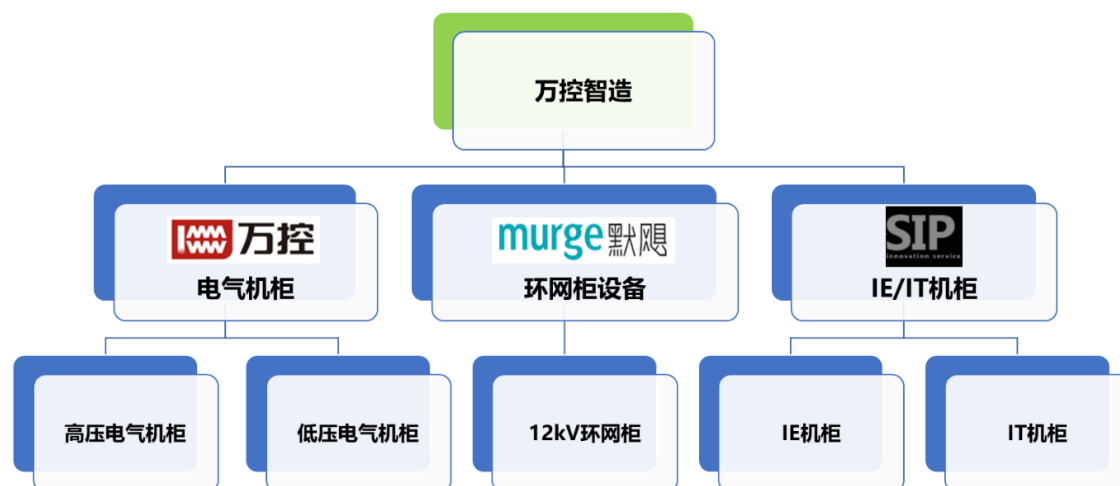 万控智造
万控
电气机柜
murge 默飓
环网柜设备
SIP
innovation.service
IE/IT机柜
高压电气机柜
低压电气机柜
12kV环网柜
IE机柜
IT机柜